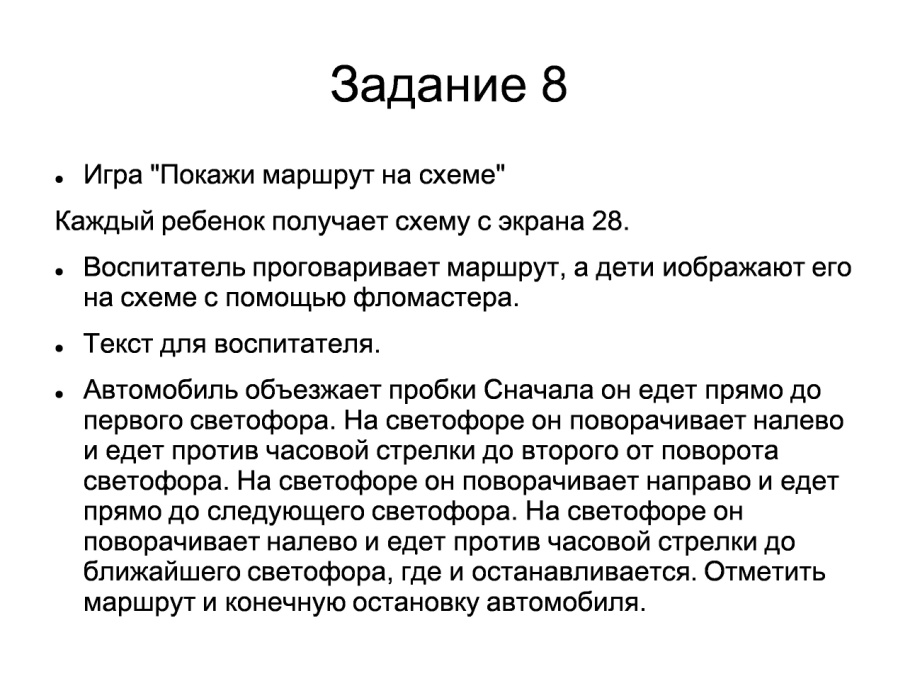 Задание 8
Игра "Покажи маршрут на схеме"
Каждый ребенок получает схему с экрана 28.
Воспитатель проговаривает маршрут, а дети иображают его
на схеме с помощью фломастера.
Текст для воспитателя.
Автомобиль объезжает пробки Сначала он едет прямо до
первого светофора. На светофоре он поворачивает налево
и едет против часовой стрелки до второго от поворота
светофора. На светофоре он поворачивает направо и едет
прямо до следующего светофора. На светофоре он
поворачивает налево и едет против часовой стрелки до
ближайшего светофора, где и останавливается. Отметить
маршрут и конечную остановку автомобиля.